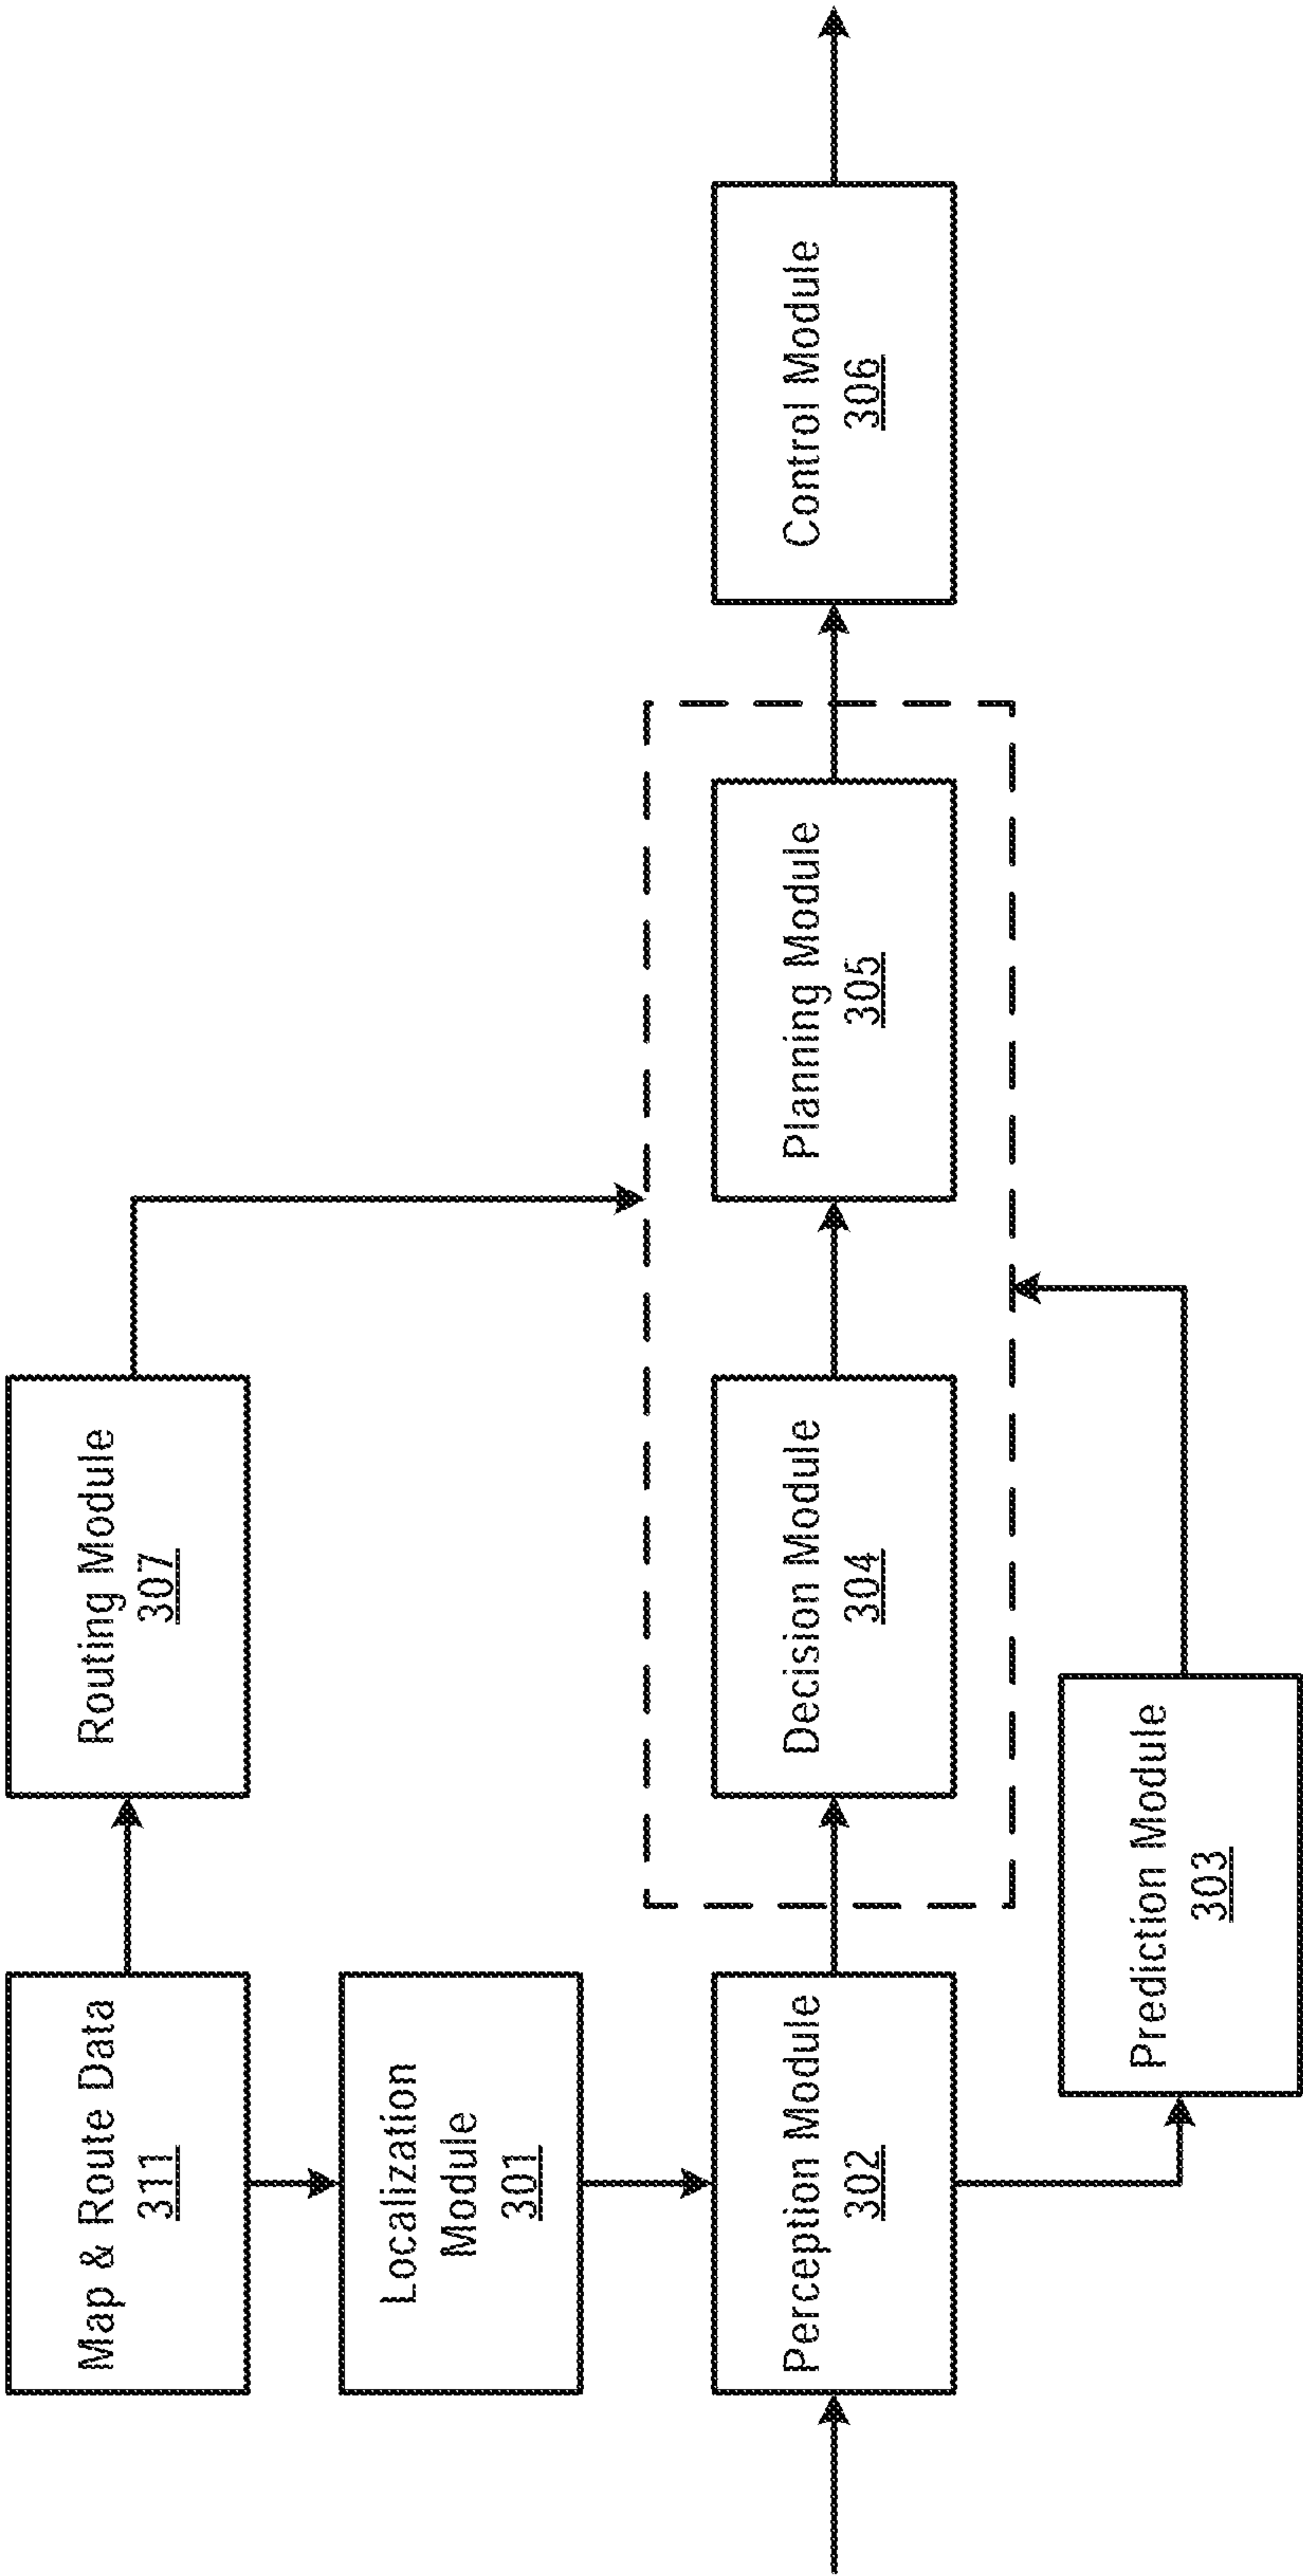 Map & Route Data
311
Routing Module
307
Localization
Module
301
Perception Module
302
Decision Module
304
Planning Module
305
Control Module
306
Prediction Module
303